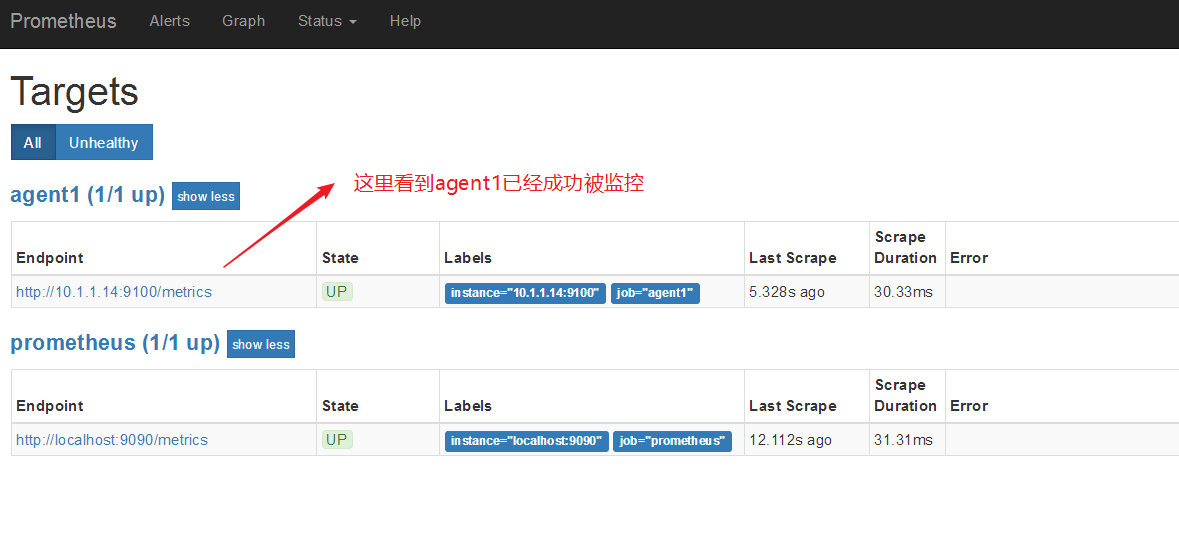 Prometheus Alerts Graph Status Help
Targets
All Unhealthy
这里看到agent1已经成功被监控
agent1 (1/1 up) show less
Endpoint State Labels Last Scrape Scrape Duration Error
http://10.1.1.14:9100/metrics UP instance="10.1.1.14:9100" job="agent1" 5.328s ago 30.33ms
prometheus (1/1 up) show less
Endpoint State Labels Last Scrape Scrape Duration Error
http://localhost:9090/metrics UP instance="localhost:9090" job="prometheus" 12.112s ago 31.31ms